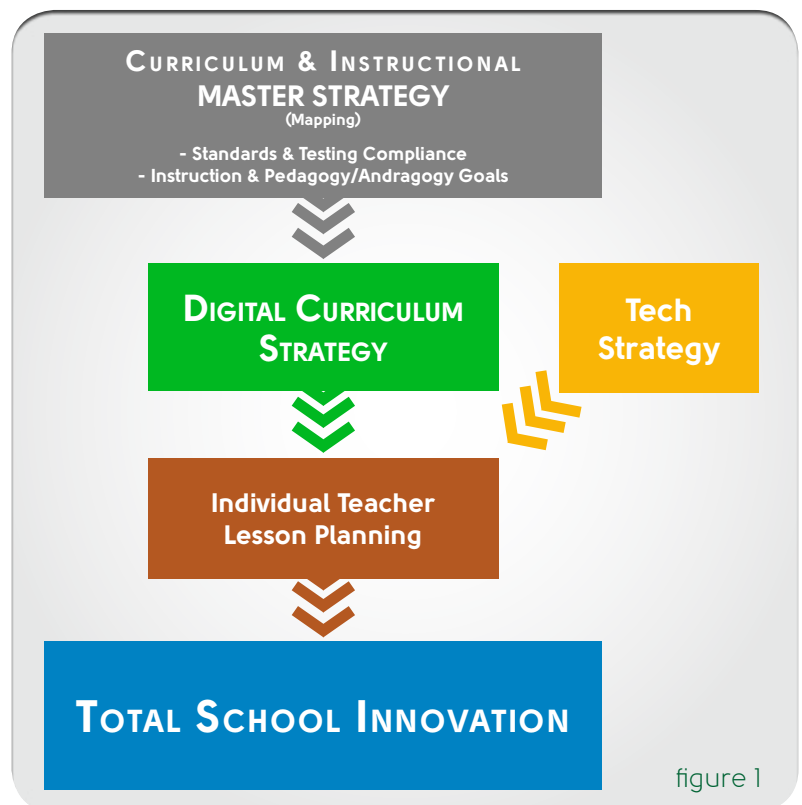 CURRICULUM & INSTRUCTIONAL
MASTER STRATEGY
(Mapping)
- Standards & Testing Compliance
- Instruction & Pedagogy/Andragogy Goals
DIGITAL CURRICULUM
STRATEGY
Tech
Strategy
Individual Teacher
Lesson Planning
TOTAL SCHOOL INNOVATION
figure 1